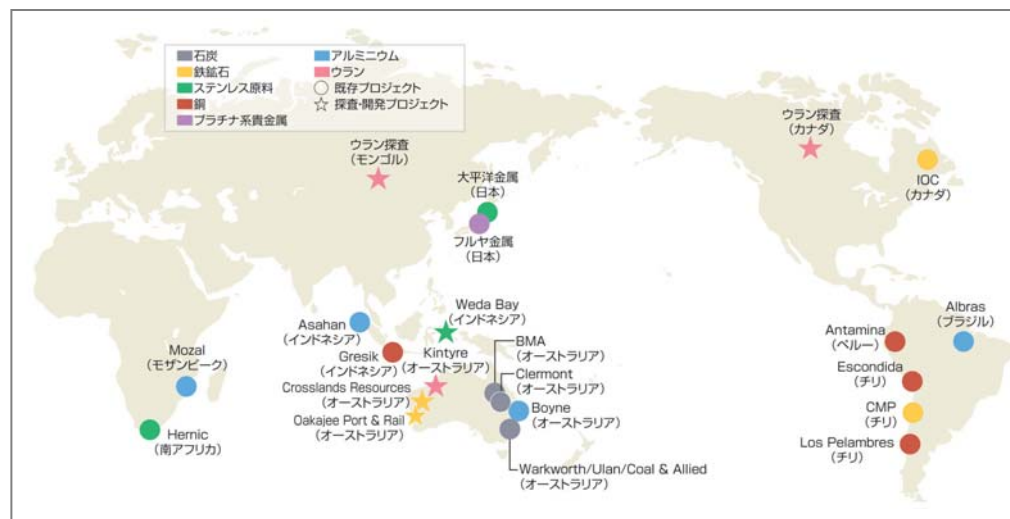 石炭
鉄鉱石
ステンレス原料
銅
プラチナ系貴金属
アルミニウム
ウラン
既存プロジェクト
探査・開発プロジェクト
ウラン探査
(モンゴル)
大平洋金属
(日本)
フルヤ金属
(日本)
ウラン探査
(カナダ)
IOC
(カナダ)
Mozal
(モザンビーク)
Hernic
(南アフリカ)
Asahan
(インドネシア)
Gresik
(インドネシア)
Weda Bay
(インドネシア)
Kintyre
(オーストラリア)
Crosslands Resources
(オーストラリア)
Oakajee Port & Rail
(オーストラリア)
BMA
(オーストラリア)
Clermont
(オーストラリア)
Boyne
(オーストラリア)
Warkworth/Ulan/Coal & Allied
(オーストラリア)
Antamina
(ペルー)
Escondida
(チリ)
CMP
(チリ)
Los Pelambres
(チリ)
Albras
(ブラジル)